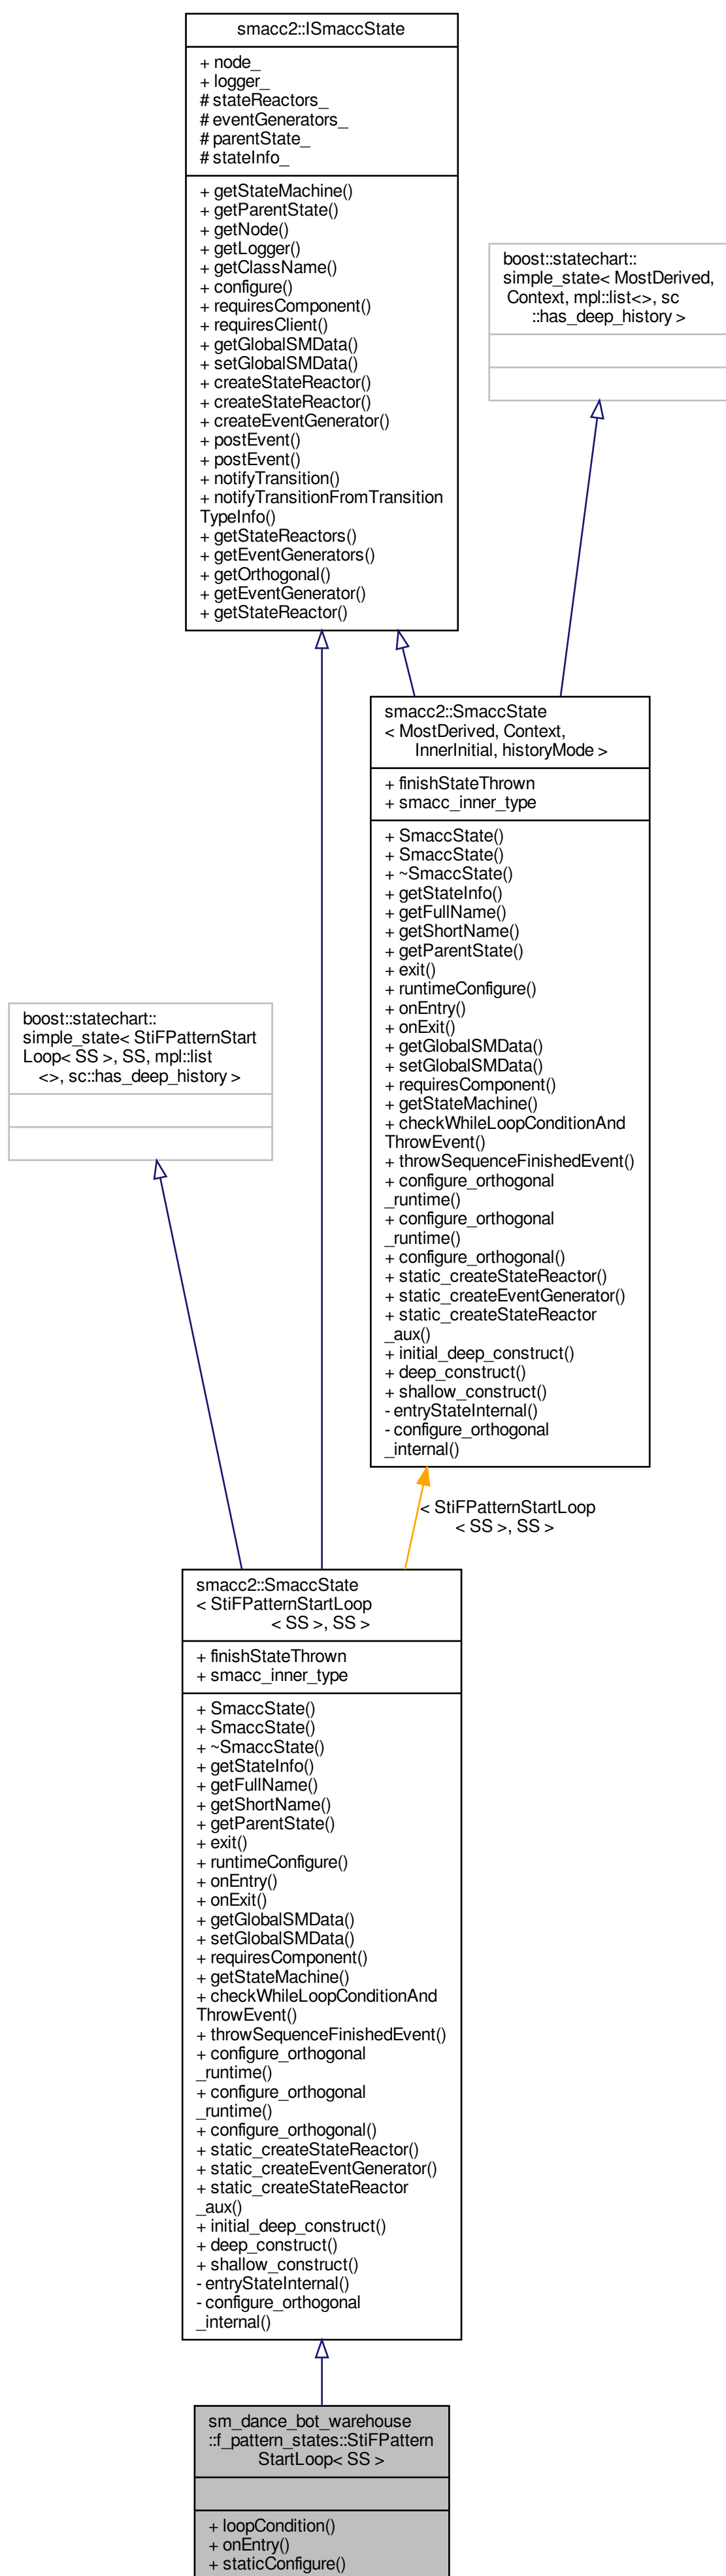 smacc2::ISmaccState
+ node_
+ logger_
# stateReactors_
# eventGenerators_
# parentState_
# stateInfo_
+ getStateMachine()
+ getParentState()
+ getNode()
+ getLogger()
+ getClassName()
+ configure()
+ requiresComponent()
+ requiresClient()
+ getGlobalSMData()
+ setGlobalSMData()
+ createStateReactor()
+ createStateReactor()
+ createEventGenerator()
+ postEvent()
+ postEvent()
+ notifyTransition()
+ notifyTransitionFromTransition
TypeInfo()
+ getStateReactors()
+ getEventGenerators()
+ getOrthogonal()
+ getEventGenerator()
+ getStateReactor()
boost::statechart::
simple_state< MostDerived,
Context, mpl::list<>, sc
::has_deep_history >
smacc2::SmaccState
< MostDerived, Context,
InnerInitial, historyMode >
+ finishStateThrown
+ smacc_inner_type
+ SmaccState()
+ SmaccState()
+ ~SmaccState()
+ getStateInfo()
+ getFullName()
+ getShortName()
+ getParentState()
+ exit()
+ runtimeConfigure()
+ onEntry()
+ onExit()
+ getGlobalSMData()
+ setGlobalSMData()
+ requiresComponent()
+ getStateMachine()
+ checkWhileLoopConditionAnd
ThrowEvent()
+ throwSequenceFinishedEvent()
+ configure_orthogonal
_runtime()
+ configure_orthogonal
_runtime()
+ configure_orthogonal()
+ static_createStateReactor()
+ static_createEventGenerator()
+ static_createStateReactor
_aux()
+ initial_deep_construct()
+ deep_construct()
+ shallow_construct()
- entryStateInternal()
- configure_orthogonal
_internal()
boost::statechart::
simple_state< StiFPatternStart
Loop< SS >, SS, mpl::list
<>, sc::has_deep_history >
< StiFPatternStartLoop
< SS >, SS >
smacc2::SmaccState
< StiFPatternStartLoop
< SS >, SS >
+ finishStateThrown
+ smacc_inner_type
+ SmaccState()
+ SmaccState()
+ ~SmaccState()
+ getStateInfo()
+ getFullName()
+ getShortName()
+ getParentState()
+ exit()
+ runtimeConfigure()
+ onEntry()
+ onExit()
+ getGlobalSMData()
+ setGlobalSMData()
+ requiresComponent()
+ getStateMachine()
+ checkWhileLoopConditionAnd
ThrowEvent()
+ throwSequenceFinishedEvent()
+ configure_orthogonal
_runtime()
+ configure_orthogonal
_runtime()
+ configure_orthogonal()
+ static_createStateReactor()
+ static_createEventGenerator()
+ static_createStateReactor
_aux()
+ initial_deep_construct()
+ deep_construct()
+ shallow_construct()
- entryStateInternal()
- configure_orthogonal
_internal()
sm_dance_bot_warehouse
::f_pattern_states::StiFPattern
StartLoop< SS >
+ loopCondition()
+ onEntry()
+ staticConfigure()